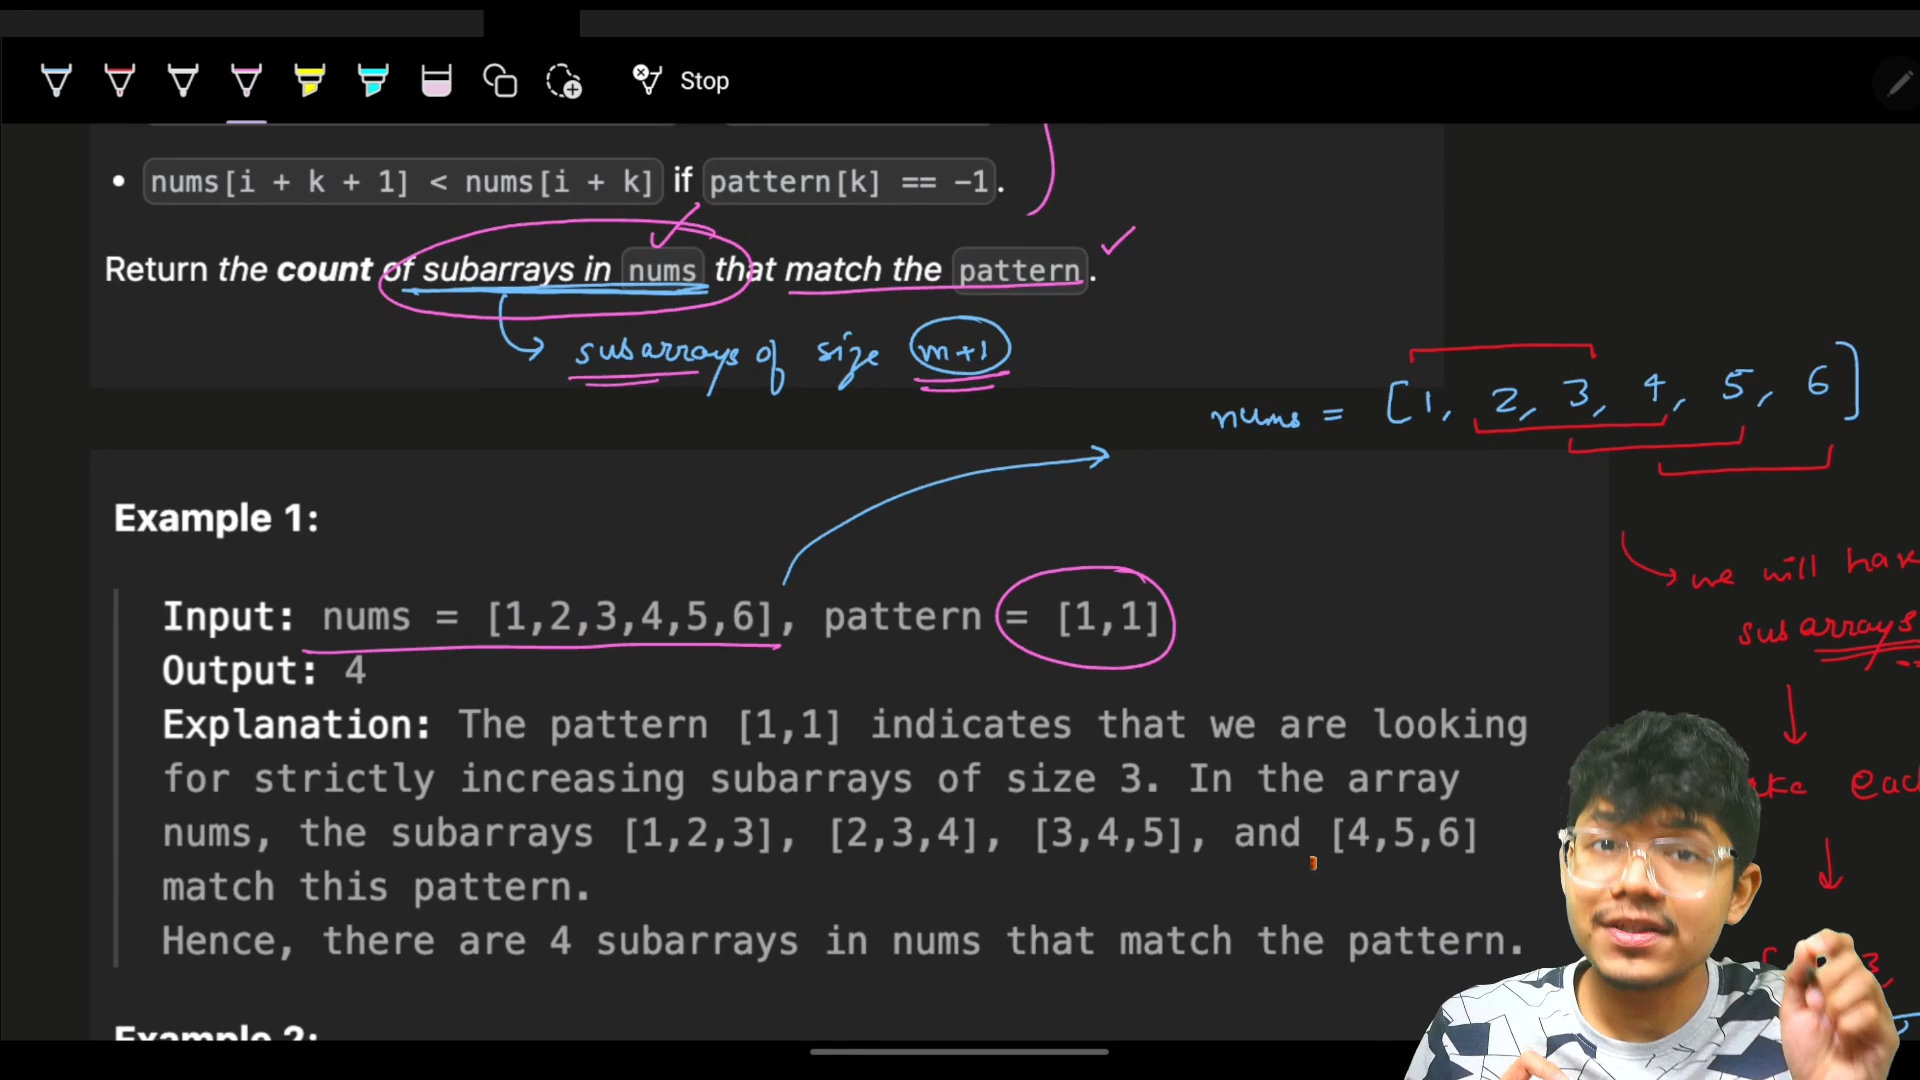 Stop
• nums[i + k + 1] < nums[i + k] if pattern[k] == -1.
Return the count of subarrays in nums that match the pattern.
subarrays of size m+1
nums = [1, 2, 3, 4, 5, 6]
Example 1:
Input: nums = [1,2,3,4,5,6], pattern = [1,1]
Output: 4
Explanation: The pattern [1,1] indicates that we are looking
for strictly increasing subarrays of size 3. In the array
nums, the subarrays [1,2,3], [2,3,4], [3,4,5], and [4,5,6]
match this pattern.
Hence, there are 4 subarrays in nums that match the pattern.
we will hav
subarrays
Example 2: